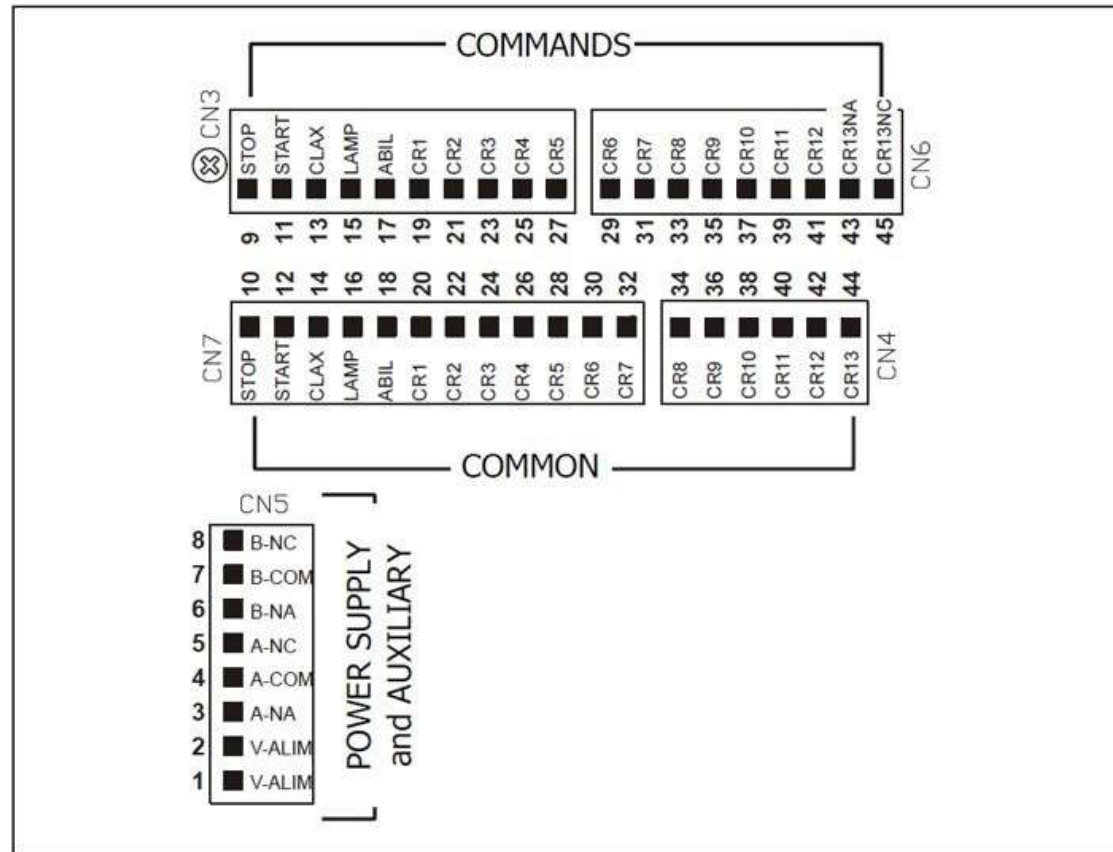 COMMANDS
CN3
STOP START CLAX LAMP ABIL CR1 CR2 CR3 CR4 CR5
CR6 CR7 CR8 CR9 CR10 CR11 CR12 CR13NA CR13NC
CN6
9 11 13 15 17 19 21 23 25 27 29 31 33 35 37 39 41 43 45
10 12 14 16 18 20 22 24 26 28 30 32 34 36 38 40 42 44
CN7
STOP START CLAX LAMP ABIL CR1 CR2 CR3 CR4 CR5 CR6 CR7
CR8 CR9 CR10 CR11 CR12 CR13
CN4
COMMON
CN5
8 B-NC
7 B-COM
6 B-NA
5 A-NC
4 A-COM
3 A-NA
2 V-ALIM
1 V-ALIM
POWER SUPPLY
and AUXILIARY